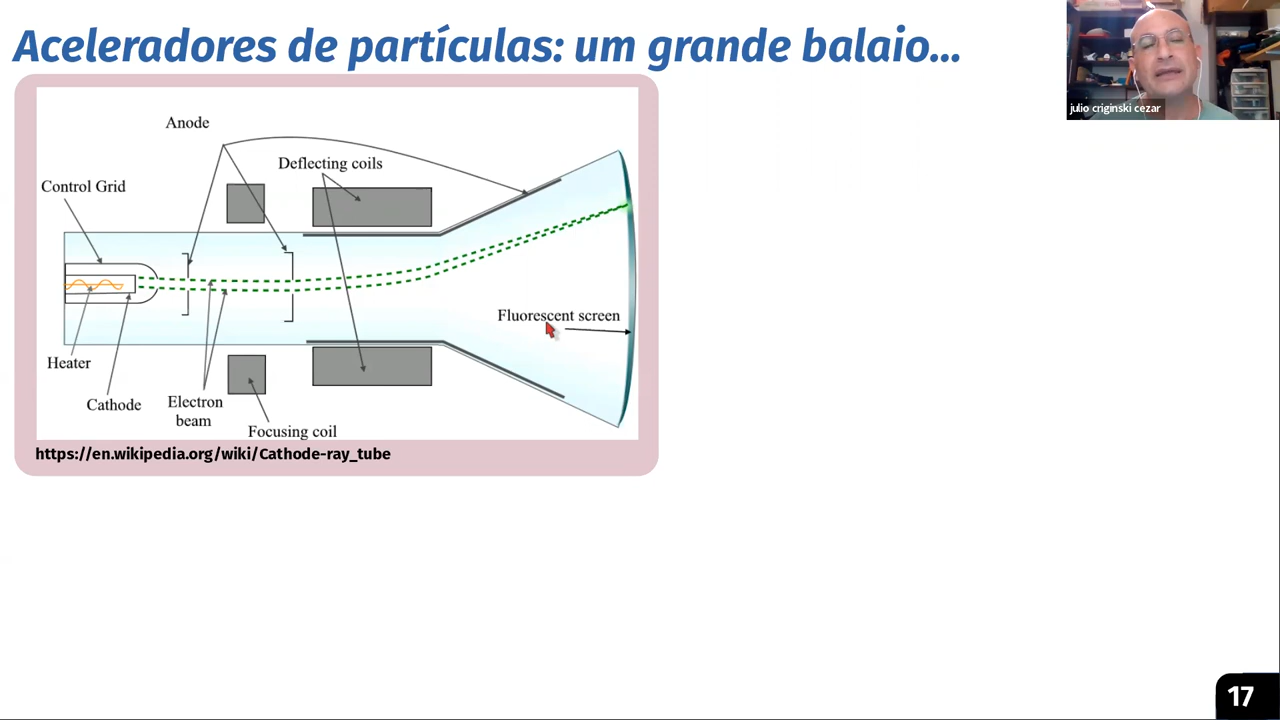 Aceleradores de partículas: um grande balaio...
julio criginski cezar
Anode
Deflecting coils
Control Grid
Fluorescent screen
Heater
Cathode
Electron
beam
Focusing coil
https://en.wikipedia.org/wiki/Cathode-ray_tube
17